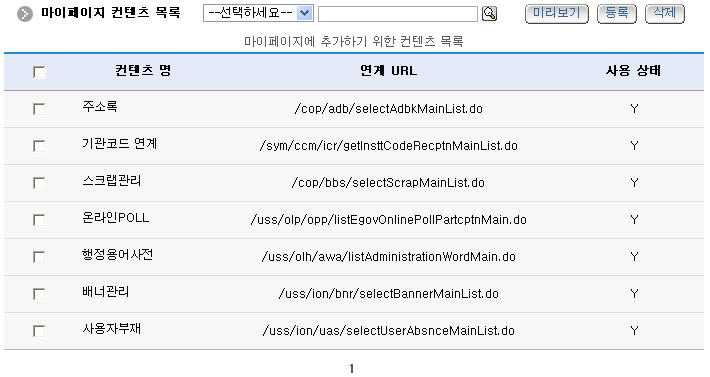 마이페이지 컨텐츠 목록 --선택하세요-- 미리보기 등록 삭제
마이페이지에 추가하기 위한 컨텐츠 목록
컨텐츠 명 연계 URL 사용 상태
주소록 /cop/adb/selectAdbkMainList.do Y
기관코드 연계 /sym/ccm/icr/getInsttCodeRecptnMainList.do Y
스크랩관리 /cop/bbs/selectScrapMainList.do Y
온라인POLL /uss/olp/opp/listEgovOnlinePollPartcptnMain.do Y
행정용어사전 /uss/olh/awa/listAdministrationWordMain.do Y
배너관리 /uss/ion/bnr/selectBannerMainList.do Y
사용자부재 /uss/ion/uas/selectUserAbsnceMainList.do Y
1